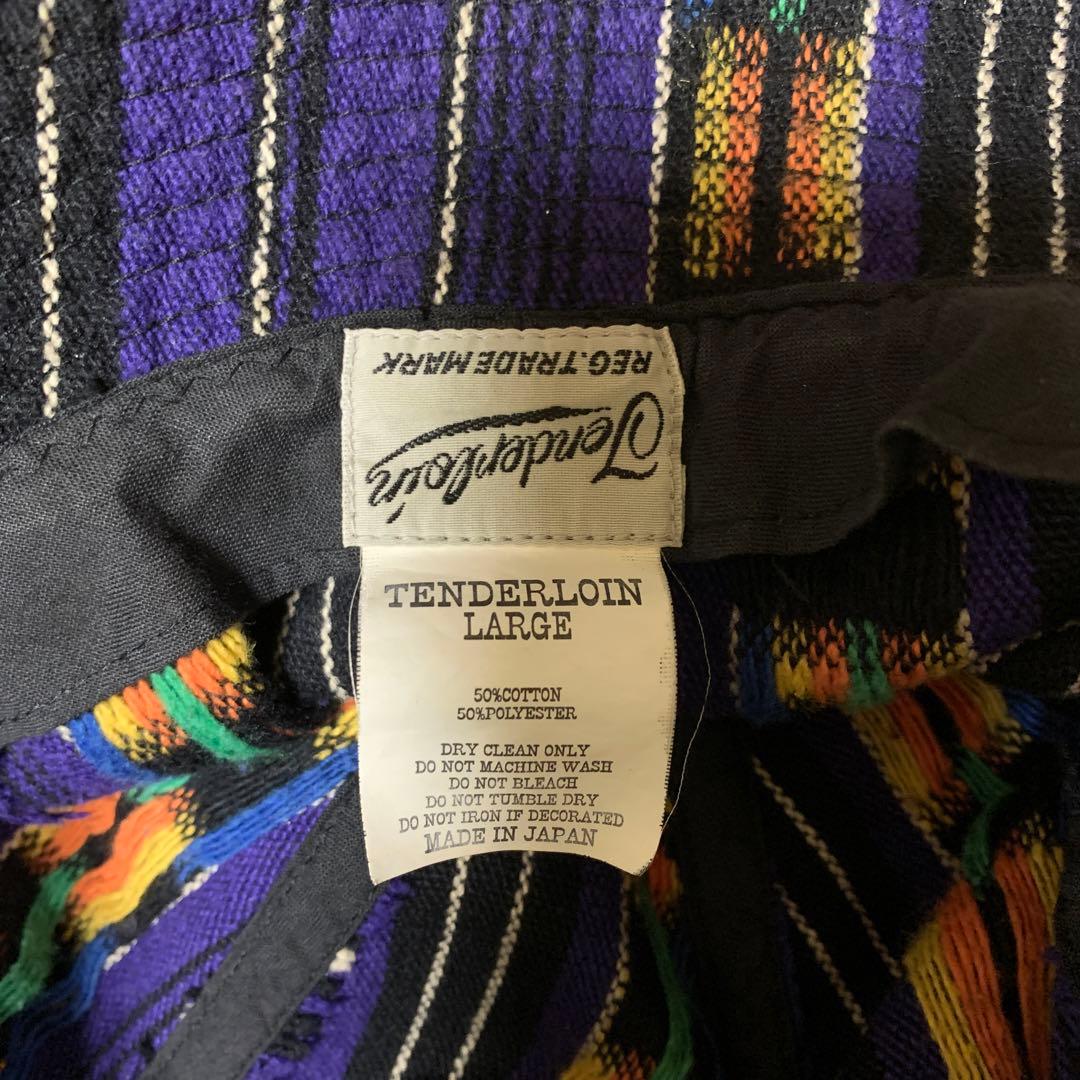 Tenderloin
REG. TRADE MARK
TENDERLOIN
LARGE
50%COTTON
50%POLYESTER
DRY CLEAN ONLY
DO NOT MACHINE WASH
DO NOT BLEACH
DO NOT TUMBLE DRY
DO NOT IRON IF DECORATED
MADE IN JAPAN